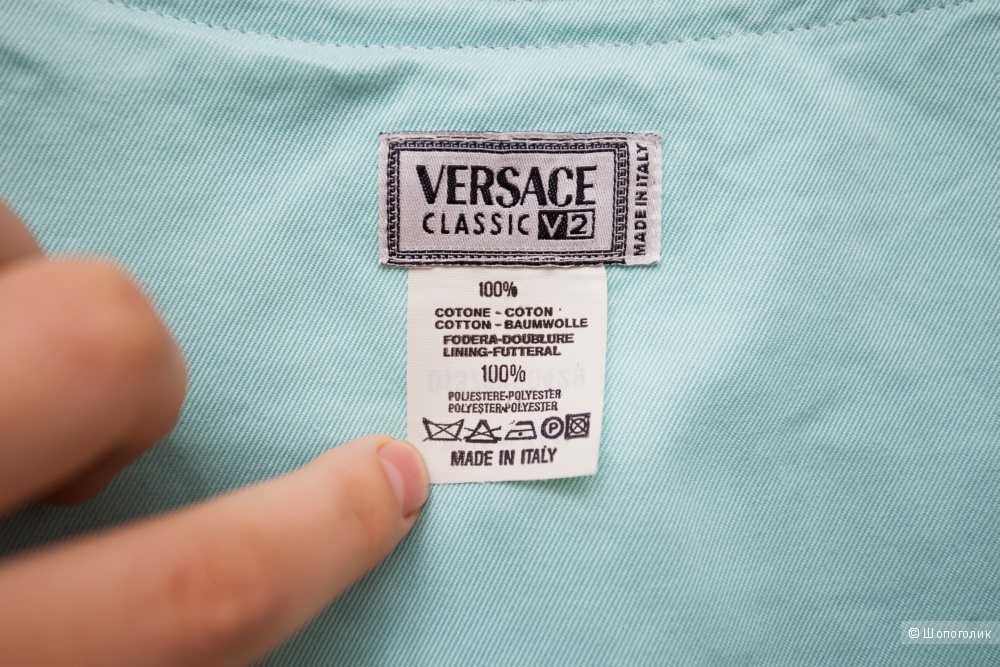 VERSACE
CLASSIC V2
MADE IN ITALY
100%
COTONE - COTON
COTTON - BAUMWOLLE
FODERA-DOUBLURE
LINING-FUTTERAL
100%
POLIESTERE-POLYESTER
POLYESTER-POLYESTER
P
MADE IN ITALY
© Шопоголик